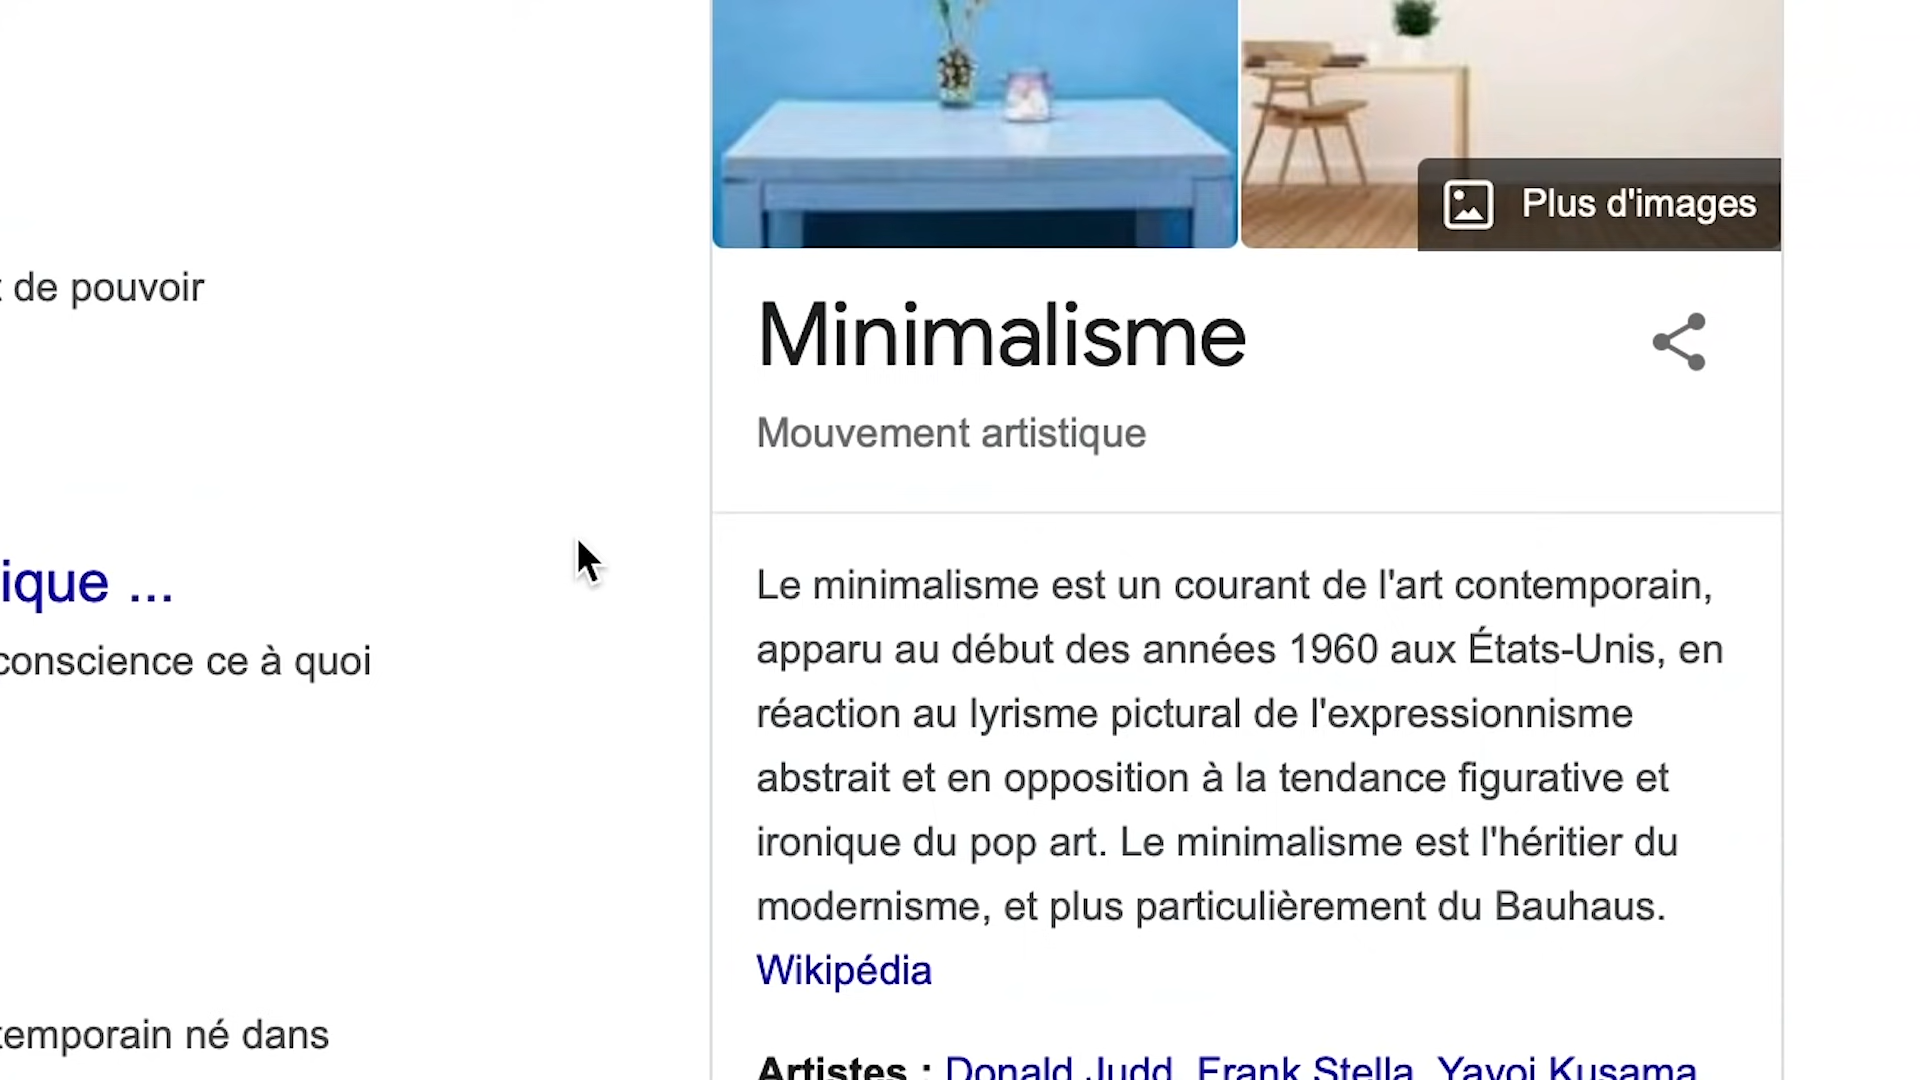 Plus d'images
de pouvoir
Minimalisme
Mouvement artistique
ique ...
conscience ce à quoi
temporain né dans
Le minimalisme est un courant de l'art contemporain,
apparu au début des années 1960 aux États-Unis, en
réaction au lyrisme pictural de l'expressionnisme
abstrait et en opposition à la tendance figurative et
ironique du pop art. Le minimalisme est l'héritier du
modernisme, et plus particulièrement du Bauhaus.
Wikipédia
Artistes : Donald Judd, Frank Stella, Yayoi Kusama